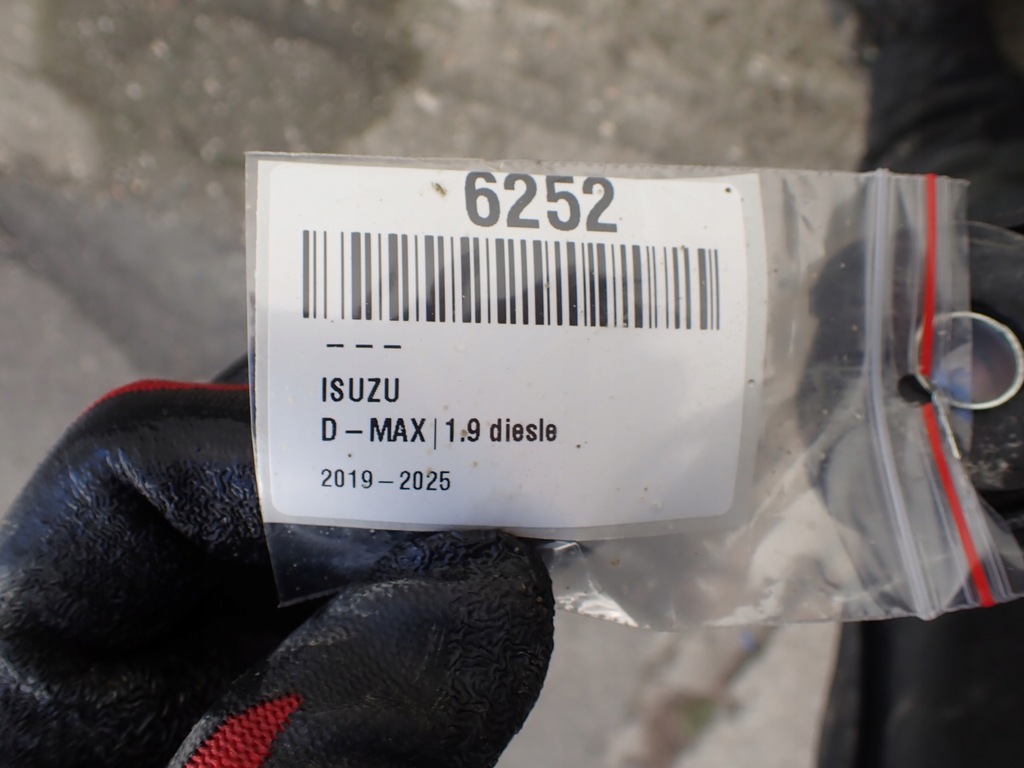 6252
– – –
ISUZU
D – MAX | 1.9 diesle
2019 – 2025